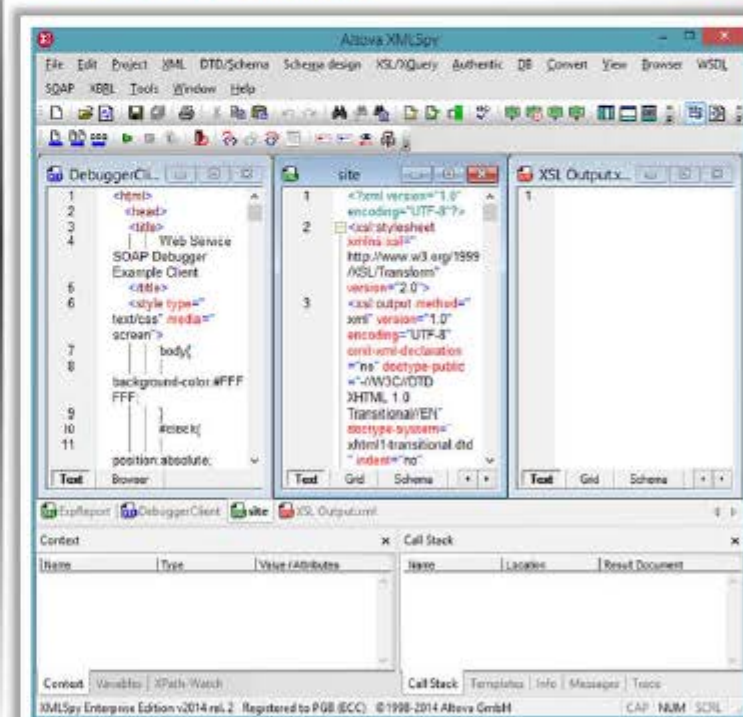 Altova XMLSpy
File Edit Project XML DTD/Schema Schema design XSL/XQuery Authentic DB Convert View Browser WSDL
SOAP XBRL Tools Window Help
DebuggerCli...
1 <html>
2 <head>
3 <title>
4 Web Service
SOAP Debugger
Example Client
5 </title>
6 <style type="
text/css" media="
screen">
7 body{
8
background-color:#FFF
FFF;
9 }
10 #clock{
11
position:absolute;
Text Browser
site
1 <?xml version="1.0"
encoding="UTF-8"?>
2 <xsl:stylesheet
xmlns:xsl="
http://www.w3.org/1999
/XSL/Transform"
version="2.0">
3 <xsl:output method="
xml" version="1.0"
encoding="UTF-8"
omit-xml-declaration
="no" doctype-public
="-//W3C//DTD
XHTML 1.0
Transitional//EN"
doctype-system="
xhtml1-transitional.dtd
" indent="no"
Text Grid Schema
XSL Output.x...
1
Text Grid Schema
ExpReport DebuggerClient site XSL Output.xml
Context
Name Type Value / Attributes
Context Variables XPath-Watch
Call Stack
Name Location Result Document
Call Stack Templates Info Messages Trace
XMLSpy Enterprise Edition v2014 rel. 2 Registered to PGB (ECC) ©1998-2014 Altova GmbH CAP NUM SCRL